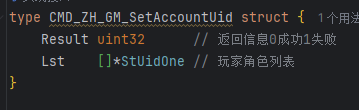 type CMD_ZH_GM_SetAccountUid struct { 1个用法
Result uint32 // 返回信息0成功1失败
Lst []*StUidOne // 玩家角色列表
}